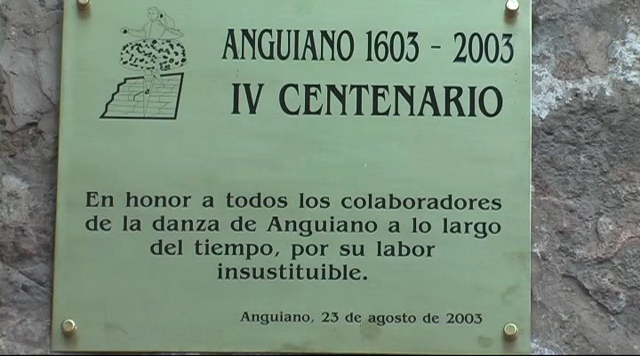 ANGUIANO 1603 - 2003
IV CENTENARIO
En honor a todos los colaboradores
de la danza de Anguiano a lo largo
del tiempo, por su labor
insustituible.
Anguiano, 23 de agosto de 2003